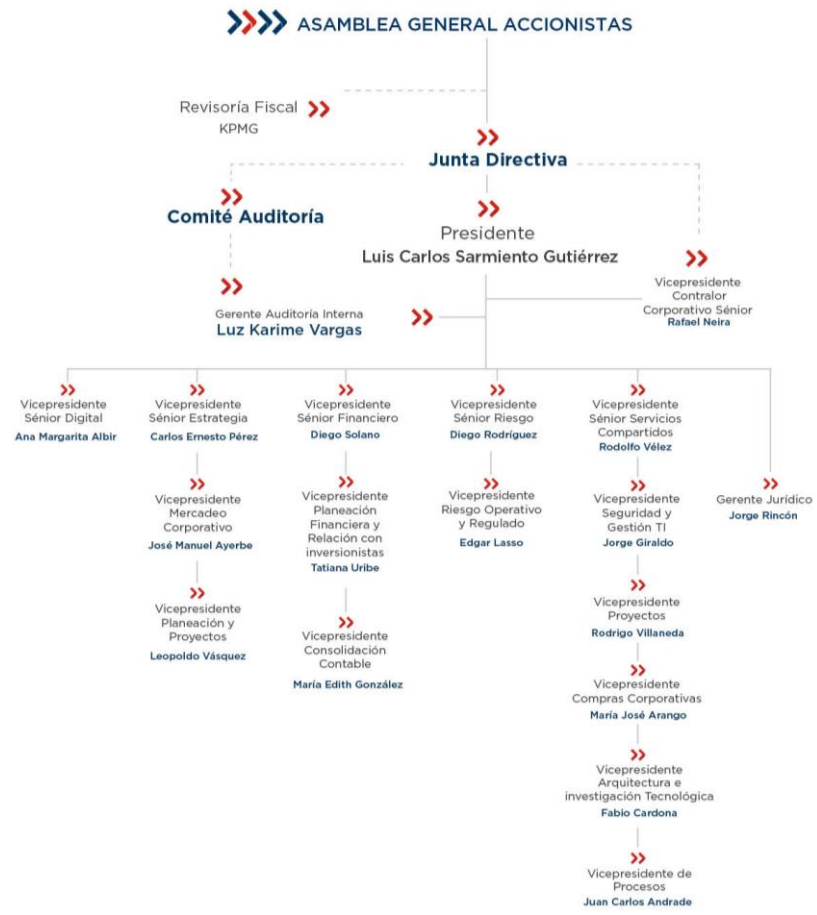 ASAMBLEA GENERAL ACCIONISTAS
Revisoría Fiscal
KPMG
Junta Directiva
Comité Auditoría
Presidente
Luis Carlos Sarmiento Gutiérrez
Vicepresidente
Contralor
Corporativo Sénior
Rafael Neira
Gerente Auditoría Interna
Luz Karime Vargas
Vicepresidente
Sénior Digital
Ana Margarita Albir
Vicepresidente
Sénior Estrategia
Carlos Ernesto Pérez
Vicepresidente
Mercadeo
Corporativo
José Manuel Ayerbe
Vicepresidente
Planeación y
Proyectos
Leopoldo Vásquez
Vicepresidente
Sénior Financiero
Diego Solano
Vicepresidente
Planeación
Financiera y
Relación con
inversionistas
Tatiana Uribe
Vicepresidente
Consolidación
Contable
María Edith González
Vicepresidente
Sénior Riesgo
Diego Rodríguez
Vicepresidente
Riesgo Operativo
y Regulado
Edgar Lasso
Vicepresidente
Sénior Servicios
Compartidos
Rodolfo Vélez
Vicepresidente
Seguridad y
Gestión TI
Jorge Giraldo
Vicepresidente
Proyectos
Rodrigo Villaneda
Vicepresidente
Compras Corporativas
María José Arango
Vicepresidente
Arquitectura e
investigación Tecnológica
Fabio Cardona
Vicepresidente de
Procesos
Juan Carlos Andrade
Gerente Jurídico
Jorge Rincón